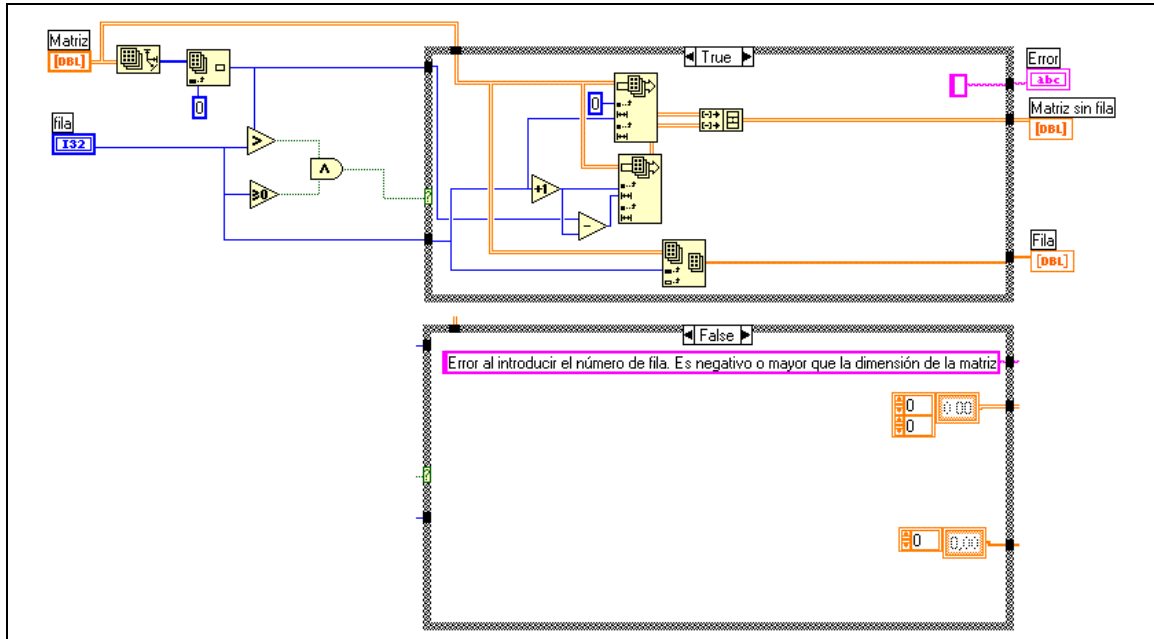 Matriz
[DBL]
0
fila
I32
>
≥0
∧
?
True
0
+1
−
Error
abc
Matriz sin fila
[DBL]
Fila
[DBL]
False
Error al introducir el número de fila. Es negativo o mayor que la dimensión de la matriz
0
0
0,00
?
0
0,00